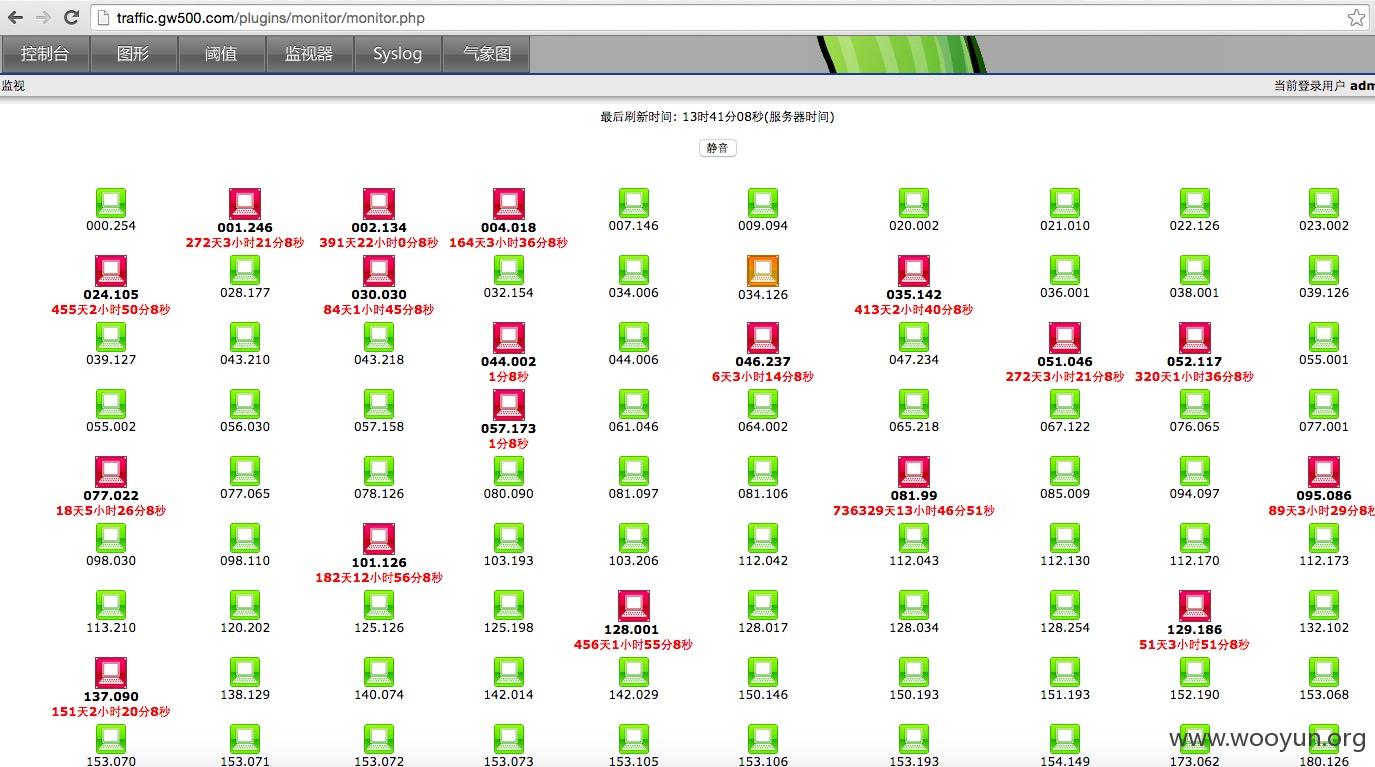 traffic.gw500.com/plugins/monitor/monitor.php
控制台 图形 阈值 监视器 Syslog 气象图
监视 当前登录用户 adm
最后刷新时间: 13时41分08秒(服务器时间)
静音
000.254 001.246 002.134 004.018 007.146 009.094 020.002 021.010 022.126 023.002
272天3小时21分8秒 391天22小时0分8秒 164天3小时36分8秒
024.105 028.177 030.030 032.154 034.006 034.126 035.142 036.001 038.001 039.126
455天2小时50分8秒 84天1小时45分8秒 413天2小时40分8秒
039.127 043.210 043.218 044.002 044.006 046.237 047.234 051.046 052.117 055.001
1分8秒 6天3小时14分8秒 272天3小时21分8秒 320天1小时36分8秒
055.002 056.030 057.158 057.173 061.046 064.002 065.218 067.122 076.065 077.001
1分8秒
077.022 077.065 078.126 080.090 081.097 081.106 081.99 085.009 094.097 095.086
18天5小时26分8秒 736329天13小时46分51秒 89天3小时29分8秒
098.030 098.110 101.126 103.193 103.206 112.042 112.043 112.130 112.170 112.173
182天12小时56分8秒
113.210 120.202 125.126 125.198 128.001 128.017 128.034 128.254 129.186 132.102
456天1小时55分8秒 51天3小时51分8秒
137.090 138.129 140.074 142.014 142.029 150.146 150.193 151.193 152.190 153.068
151天2小时20分8秒
153.070 153.071 153.072 153.073 153.105 153.106 153.193 154.149 173.062 180.126
www.wooyun.org